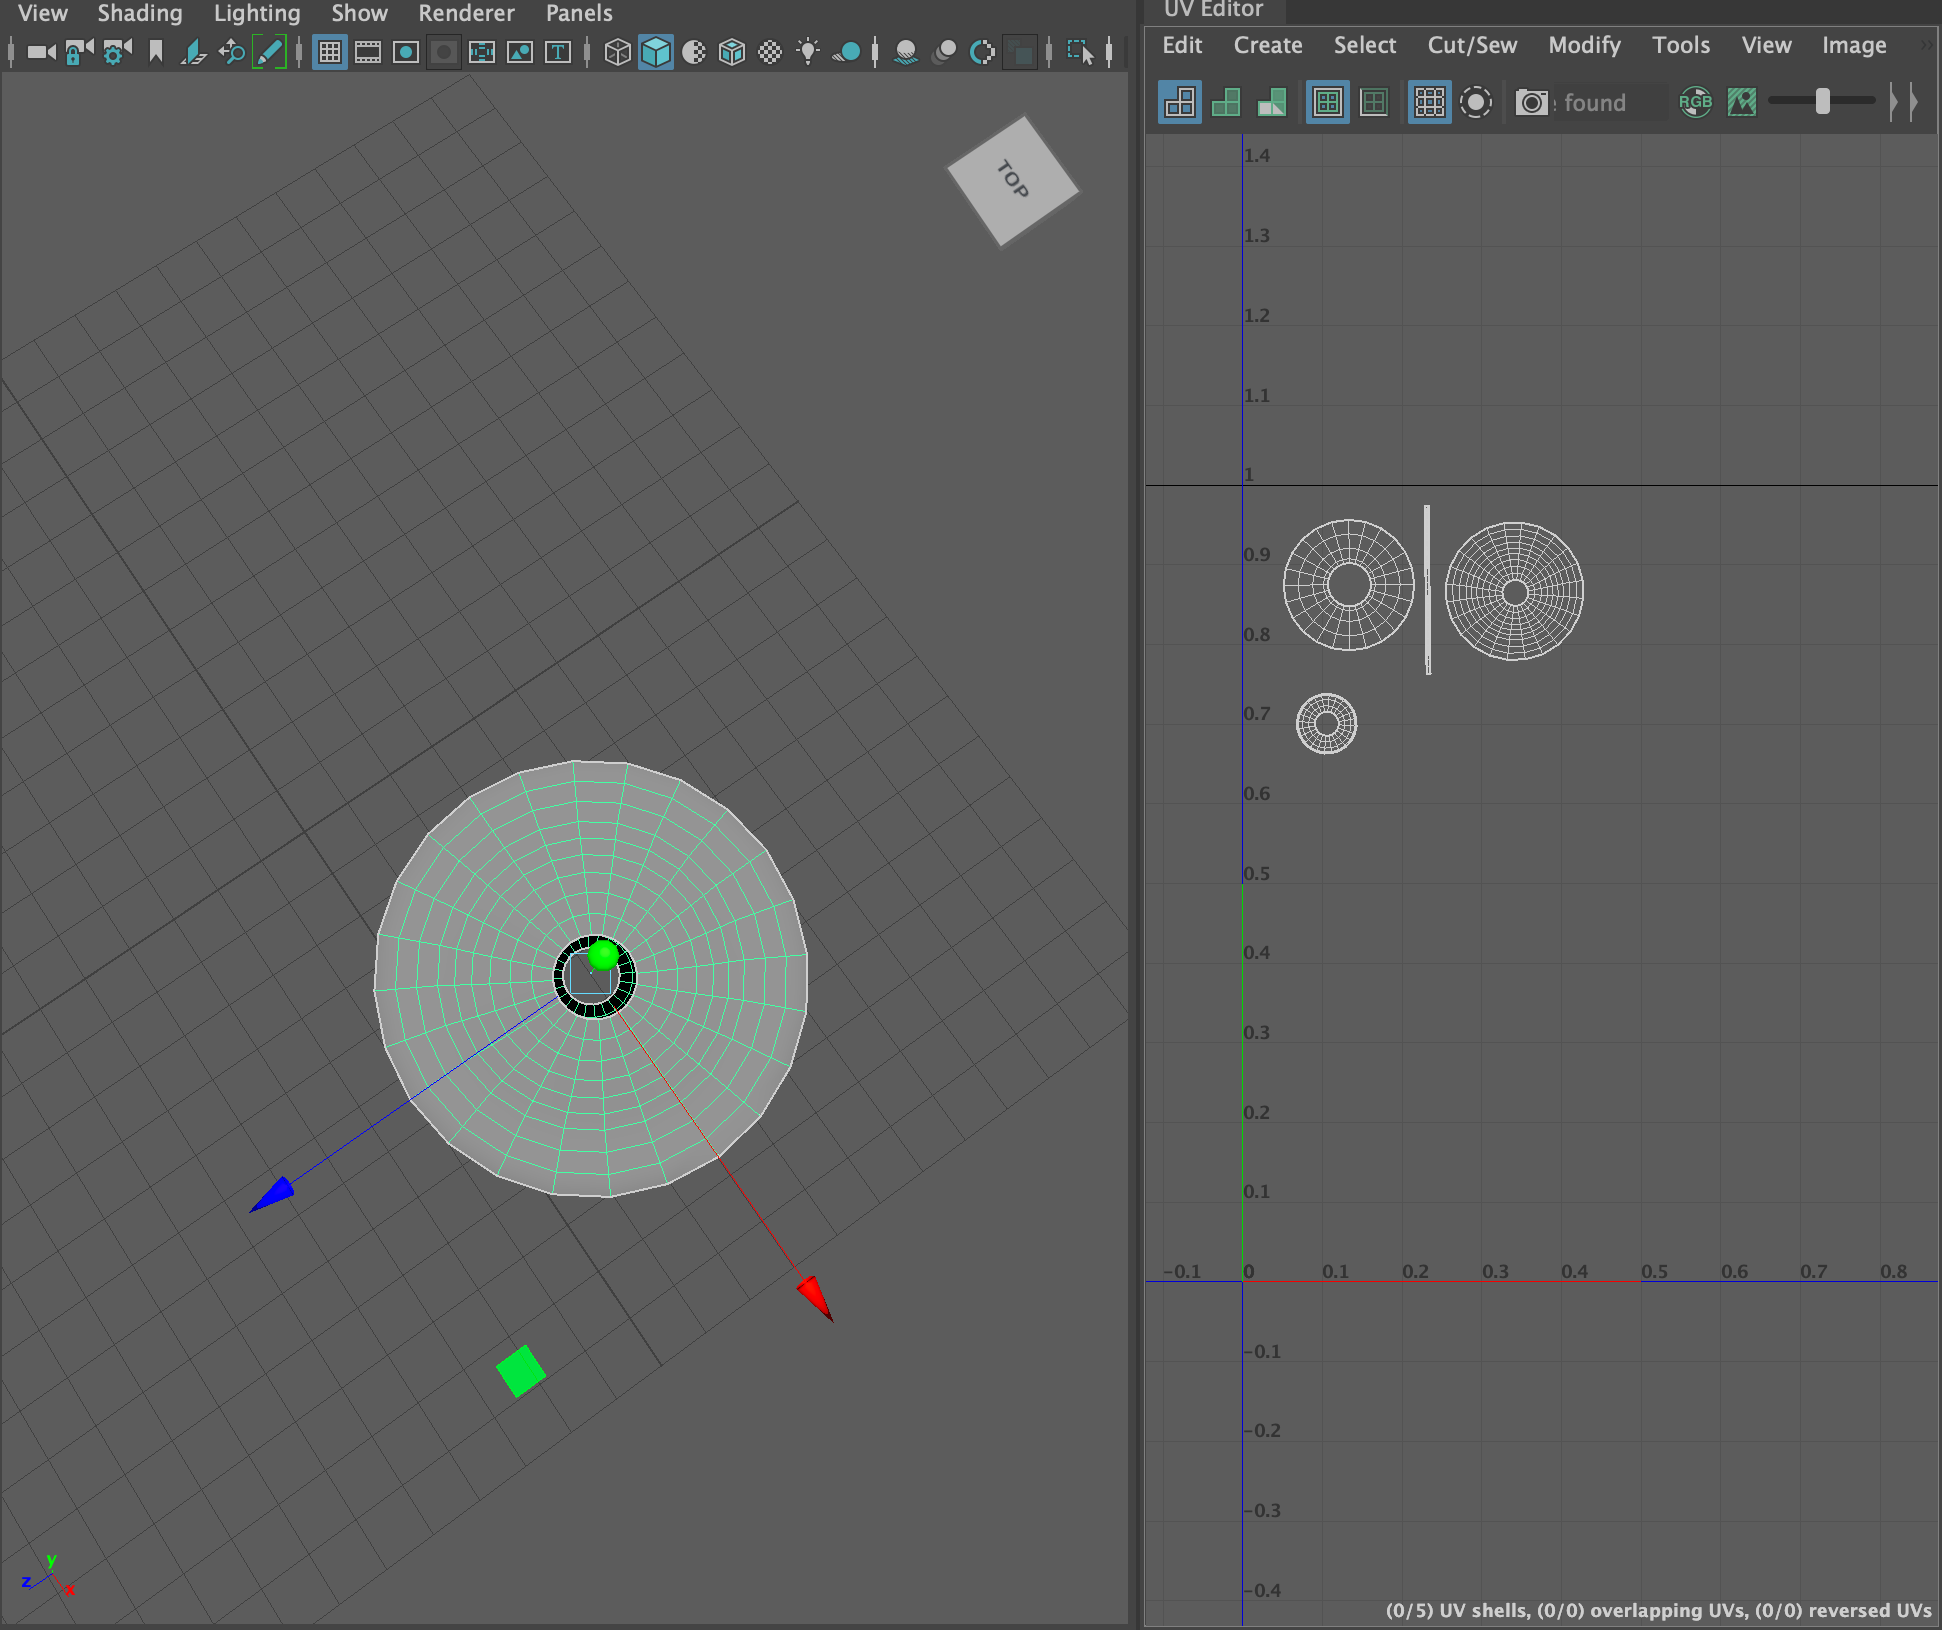 View Shading Lighting Show Renderer Panels
TOP
y
z x
UV Editor
Edit Create Select Cut/Sew Modify Tools View Image
: found RGB
1.4
1.3
1.2
1.1
1
0.9
0.8
0.7
0.6
0.5
0.4
0.3
0.2
0.1
-0.1 0 0.1 0.2 0.3 0.4 0.5 0.6 0.7 0.8
-0.1
-0.2
-0.3
-0.4
(0/5) UV shells, (0/0) overlapping UVs, (0/0) reversed UVs